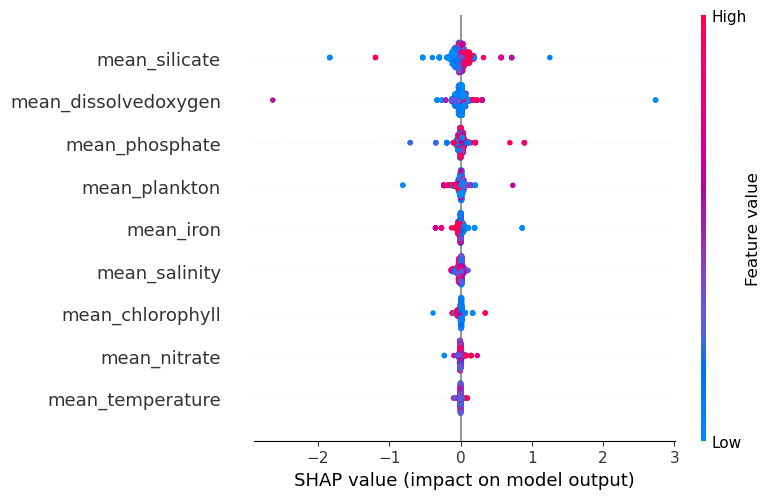 High
mean_silicate
mean_dissolvedoxygen
mean_phosphate
mean_plankton
mean_iron
mean_salinity
mean_chlorophyll
mean_nitrate
mean_temperature
Feature value
Low
−2 −1 0 1 2 3
SHAP value (impact on model output)